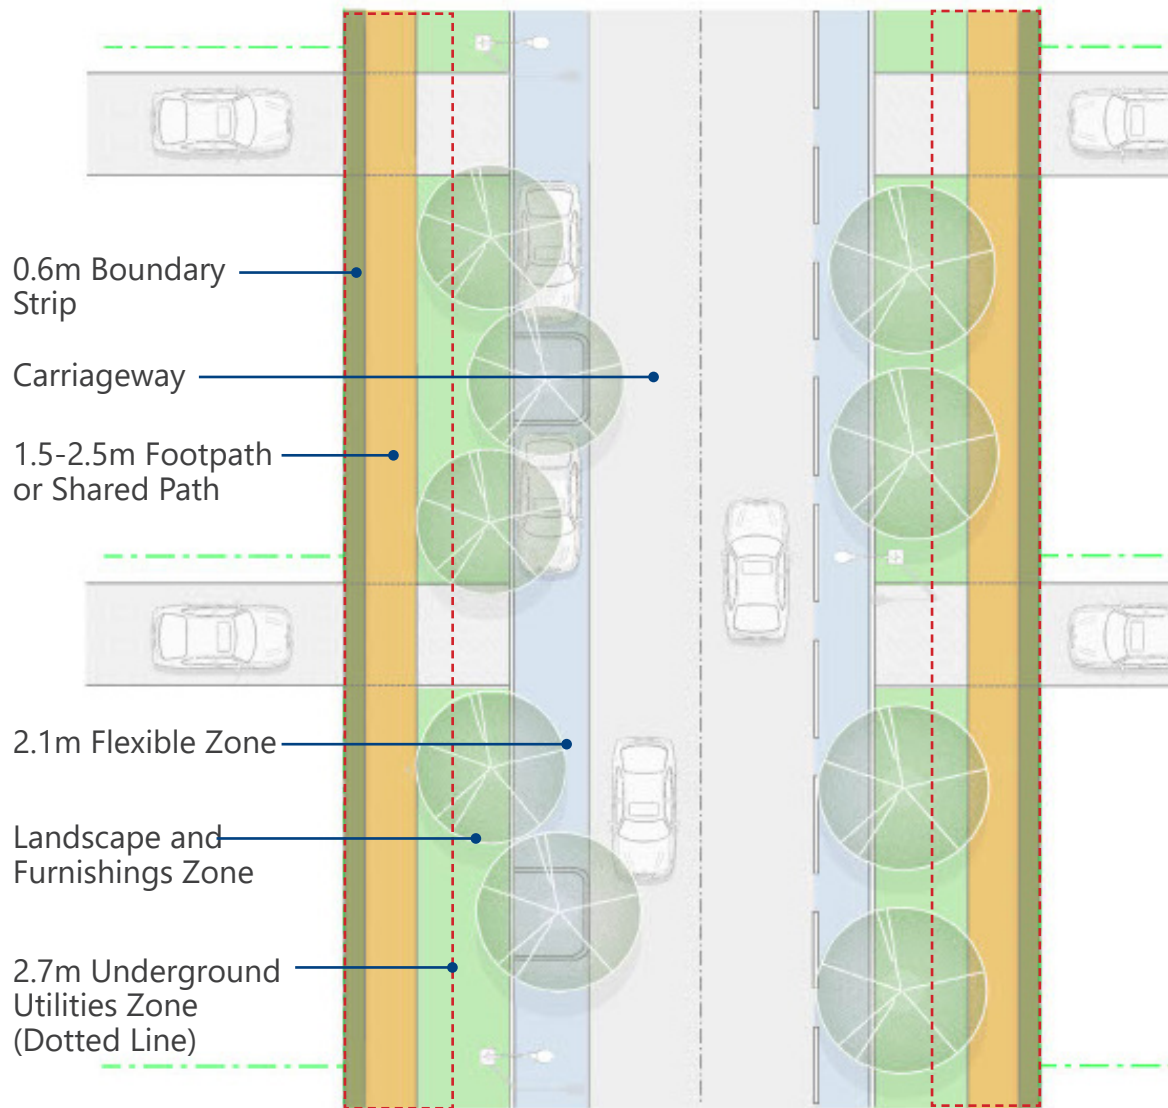 0.6m Boundary
Strip
Carriageway
1.5-2.5m Footpath
or Shared Path
2.1m Flexible Zone
Landscape and
Furnishings Zone
2.7m Underground
Utilities Zone
(Dotted Line)